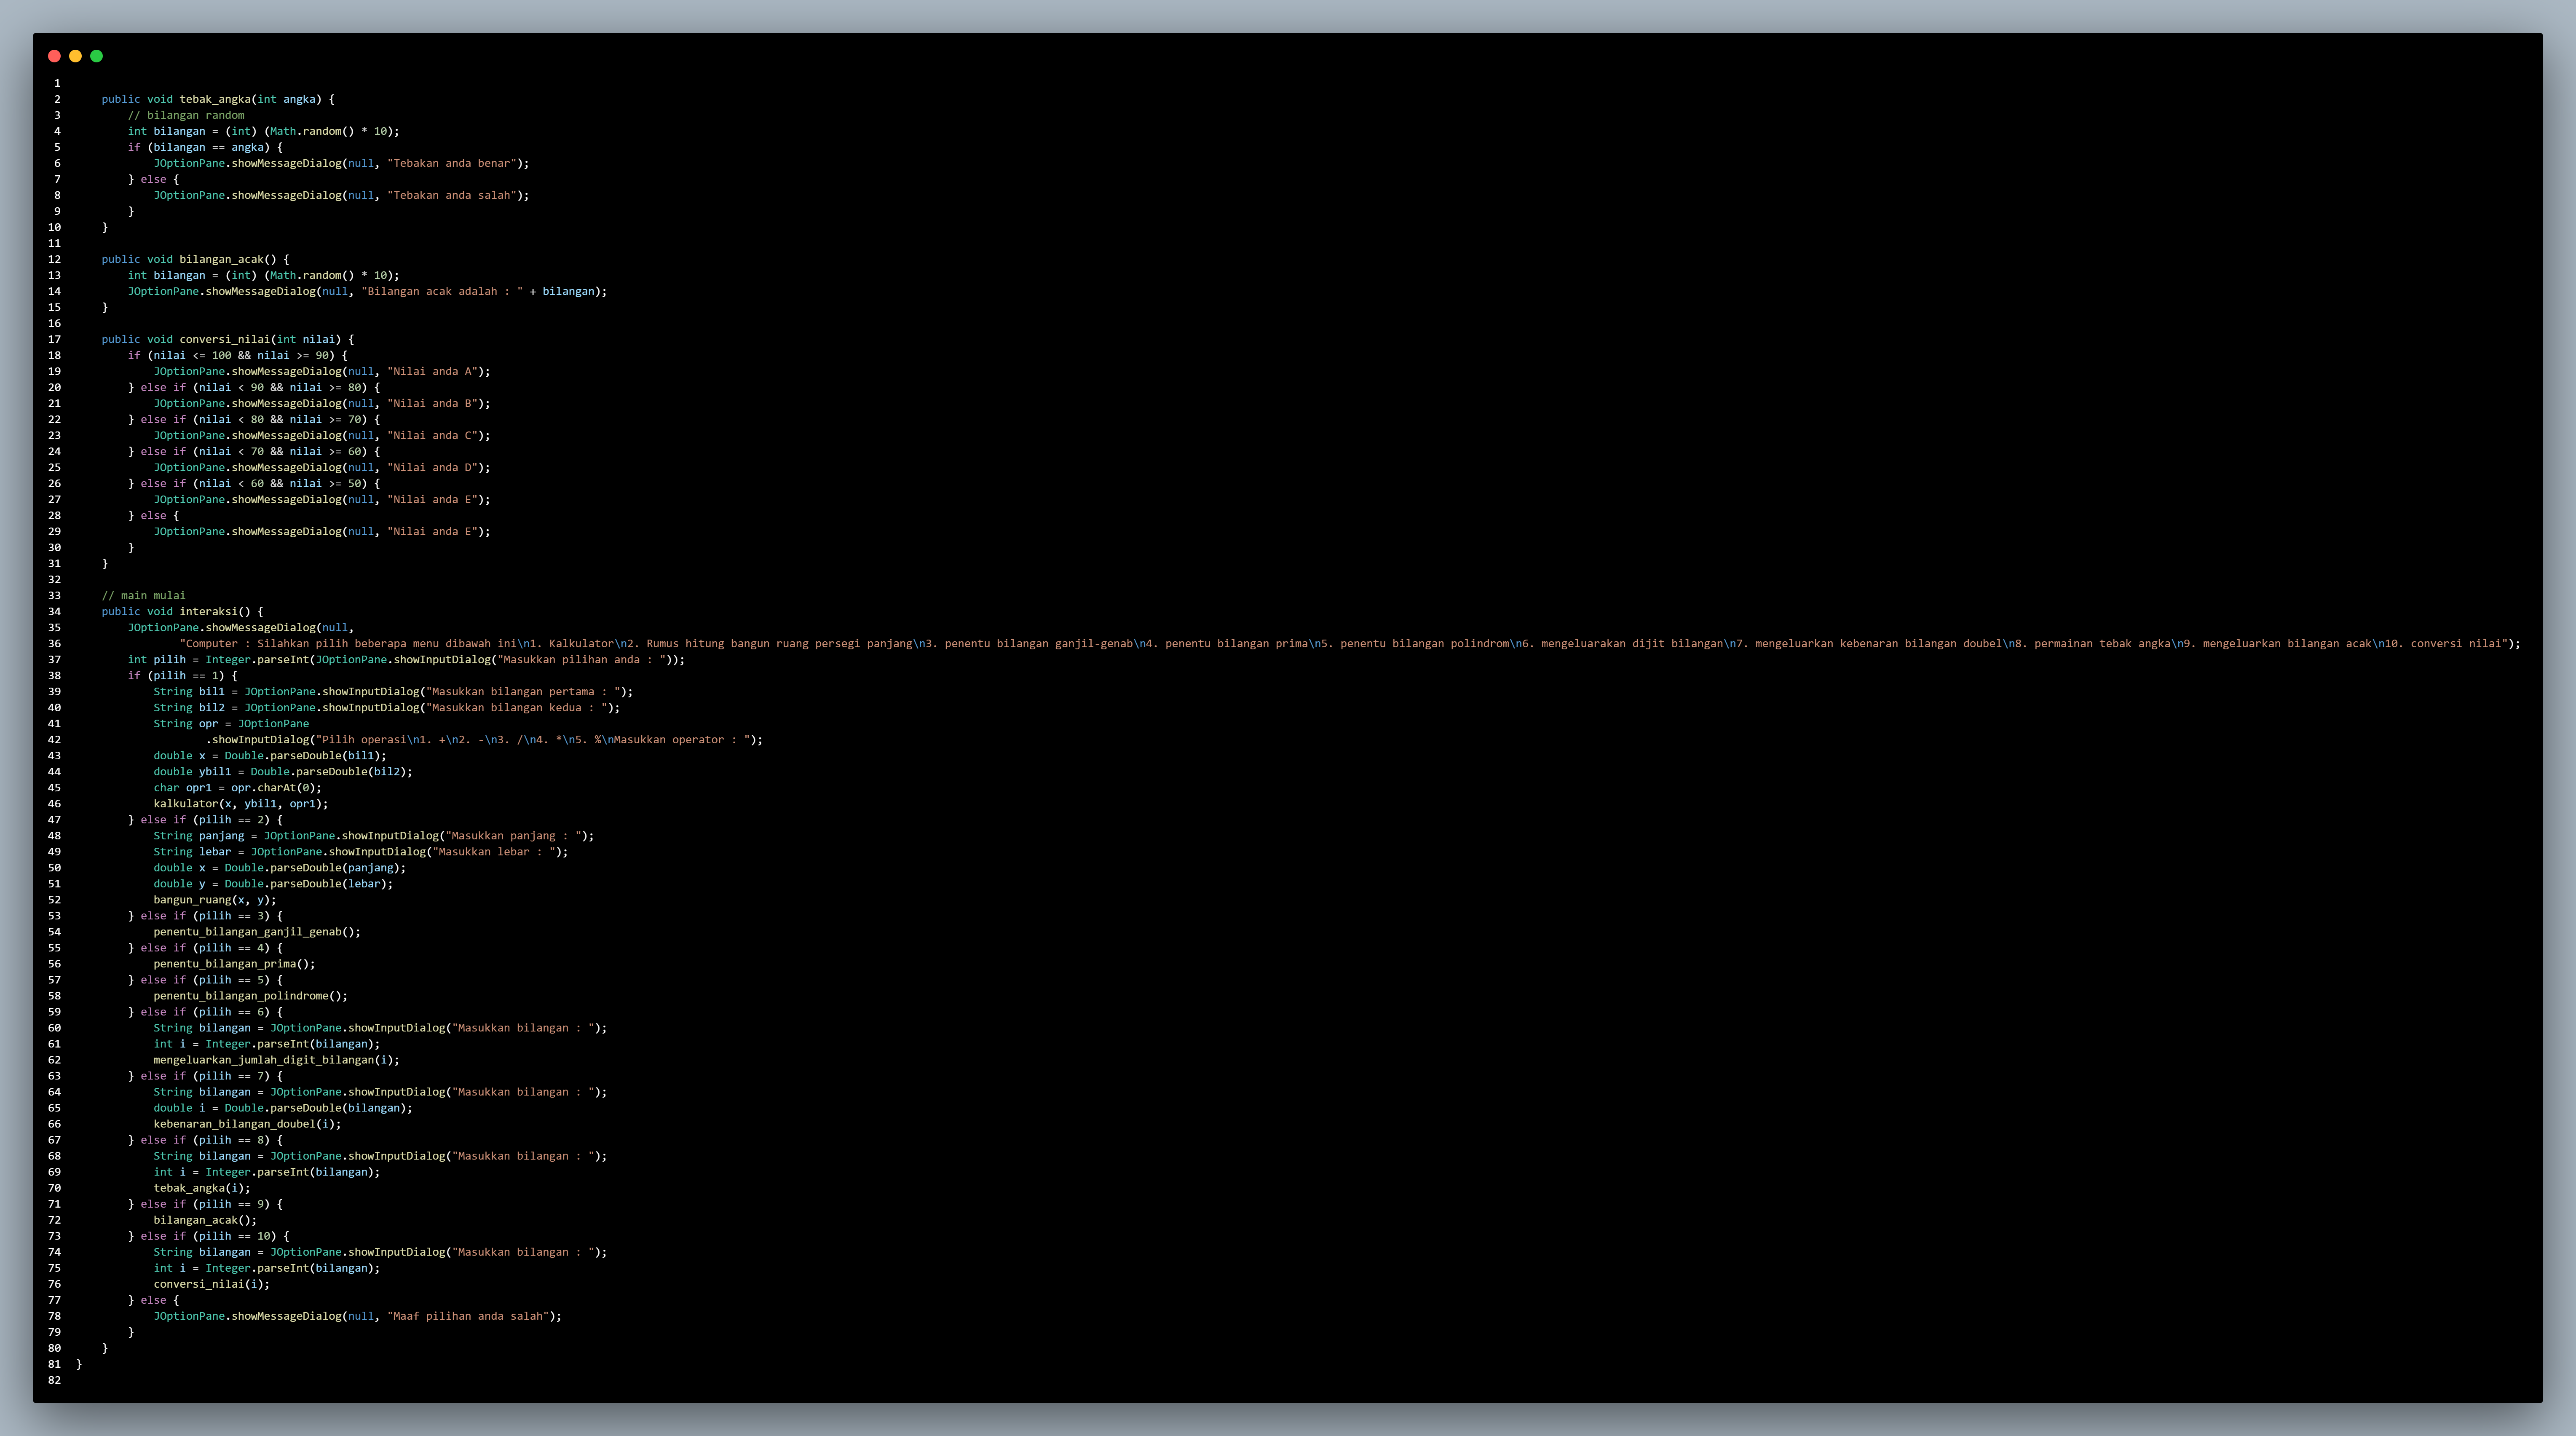 1
2      public void tebak_angka(int angka) {
3          // bilangan random
4          int bilangan = (int) (Math.random() * 10);
5          if (bilangan == angka) {
6              JOptionPane.showMessageDialog(null, "Tebakan anda benar");
7          } else {
8              JOptionPane.showMessageDialog(null, "Tebakan anda salah");
9          }
10     }
11
12     public void bilangan_acak() {
13         int bilangan = (int) (Math.random() * 10);
14         JOptionPane.showMessageDialog(null, "Bilangan acak adalah : " + bilangan);
15     }
16
17     public void conversi_nilai(int nilai) {
18         if (nilai <= 100 && nilai >= 90) {
19             JOptionPane.showMessageDialog(null, "Nilai anda A");
20         } else if (nilai < 90 && nilai >= 80) {
21             JOptionPane.showMessageDialog(null, "Nilai anda B");
22         } else if (nilai < 80 && nilai >= 70) {
23             JOptionPane.showMessageDialog(null, "Nilai anda C");
24         } else if (nilai < 70 && nilai >= 60) {
25             JOptionPane.showMessageDialog(null, "Nilai anda D");
26         } else if (nilai < 60 && nilai >= 50) {
27             JOptionPane.showMessageDialog(null, "Nilai anda E");
28         } else {
29             JOptionPane.showMessageDialog(null, "Nilai anda E");
30         }
31     }
32
33     // main mulai
34     public void interaksi() {
35         JOptionPane.showMessageDialog(null,
36                 "Computer : Silahkan pilih beberapa menu dibawah ini\n1. Kalkulator\n2. Rumus hitung bangun ruang persegi panjang\n3. penentu bilangan ganjil-genab\n4. penentu bilangan prima\n5. penentu bilangan polindrom\n6. mengeluarakan dijit bilangan\n7. mengeluarkan kebenaran bilangan doubel\n8. permainan tebak angka\n9. mengeluarkan bilangan acak\n10. conversi nilai");
37         int pilih = Integer.parseInt(JOptionPane.showInputDialog("Masukkan pilihan anda : "));
38         if (pilih == 1) {
39             String bil1 = JOptionPane.showInputDialog("Masukkan bilangan pertama : ");
40             String bil2 = JOptionPane.showInputDialog("Masukkan bilangan kedua : ");
41             String opr = JOptionPane
42                     .showInputDialog("Pilih operasi\n1. +\n2. -\n3. /\n4. *\n5. %\nMasukkan operator : ");
43             double x = Double.parseDouble(bil1);
44             double ybil1 = Double.parseDouble(bil2);
45             char opr1 = opr.charAt(0);
46             kalkulator(x, ybil1, opr1);
47         } else if (pilih == 2) {
48             String panjang = JOptionPane.showInputDialog("Masukkan panjang : ");
49             String lebar = JOptionPane.showInputDialog("Masukkan lebar : ");
50             double x = Double.parseDouble(panjang);
51             double y = Double.parseDouble(lebar);
52             bangun_ruang(x, y);
53         } else if (pilih == 3) {
54             penentu_bilangan_ganjil_genab();
55         } else if (pilih == 4) {
56             penentu_bilangan_prima();
57         } else if (pilih == 5) {
58             penentu_bilangan_polindrome();
59         } else if (pilih == 6) {
60             String bilangan = JOptionPane.showInputDialog("Masukkan bilangan : ");
61             int i = Integer.parseInt(bilangan);
62             mengeluarkan_jumlah_digit_bilangan(i);
63         } else if (pilih == 7) {
64             String bilangan = JOptionPane.showInputDialog("Masukkan bilangan : ");
65             double i = Double.parseDouble(bilangan);
66             kebenaran_bilangan_doubel(i);
67         } else if (pilih == 8) {
68             String bilangan = JOptionPane.showInputDialog("Masukkan bilangan : ");
69             int i = Integer.parseInt(bilangan);
70             tebak_angka(i);
71         } else if (pilih == 9) {
72             bilangan_acak();
73         } else if (pilih == 10) {
74             String bilangan = JOptionPane.showInputDialog("Masukkan bilangan : ");
75             int i = Integer.parseInt(bilangan);
76             conversi_nilai(i);
77         } else {
78             JOptionPane.showMessageDialog(null, "Maaf pilihan anda salah");
79         }
80     }
81 }
82